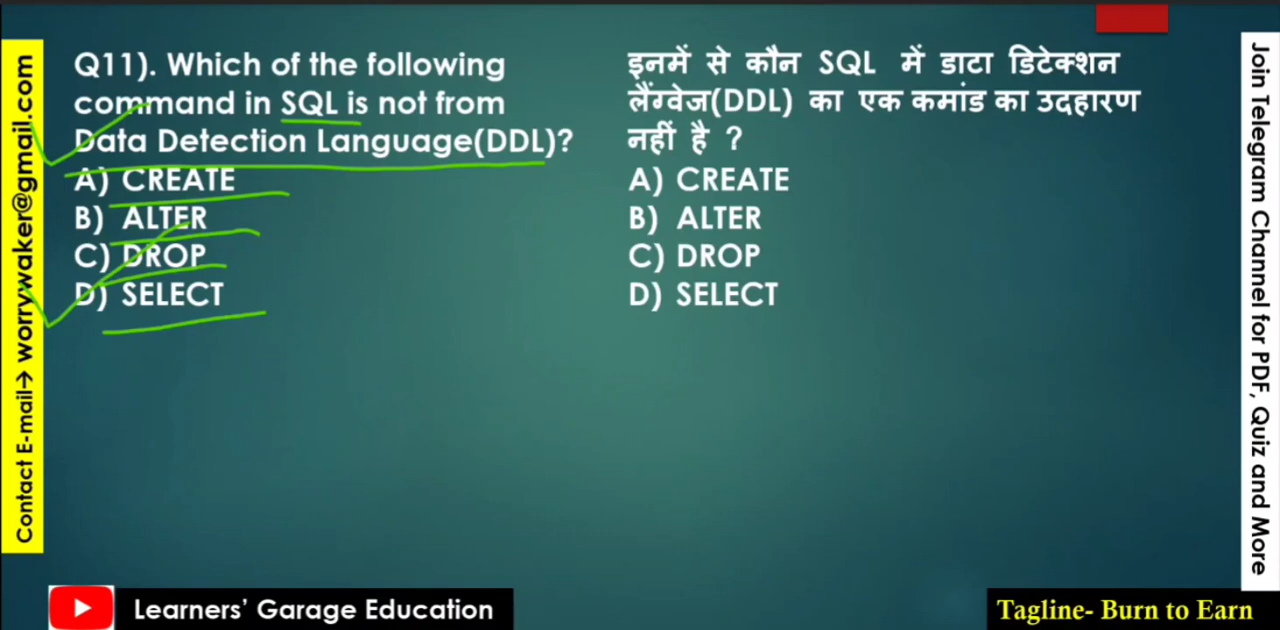 Contact E-mail→ worrywaker@gmail.com
Q11). Which of the following
command in SQL is not from
Data Detection Language(DDL)?
A) CREATE
B) ALTER
C) DROP
D) SELECT
इनमें से कौन SQL में डाटा डिटेक्शन
लैंग्वेज(DDL) का एक कमांड का उदहारण
नहीं है ?
A) CREATE
B) ALTER
C) DROP
D) SELECT
Join Telegram Channel for PDF, Quiz and More
Learners’ Garage Education
Tagline- Burn to Earn